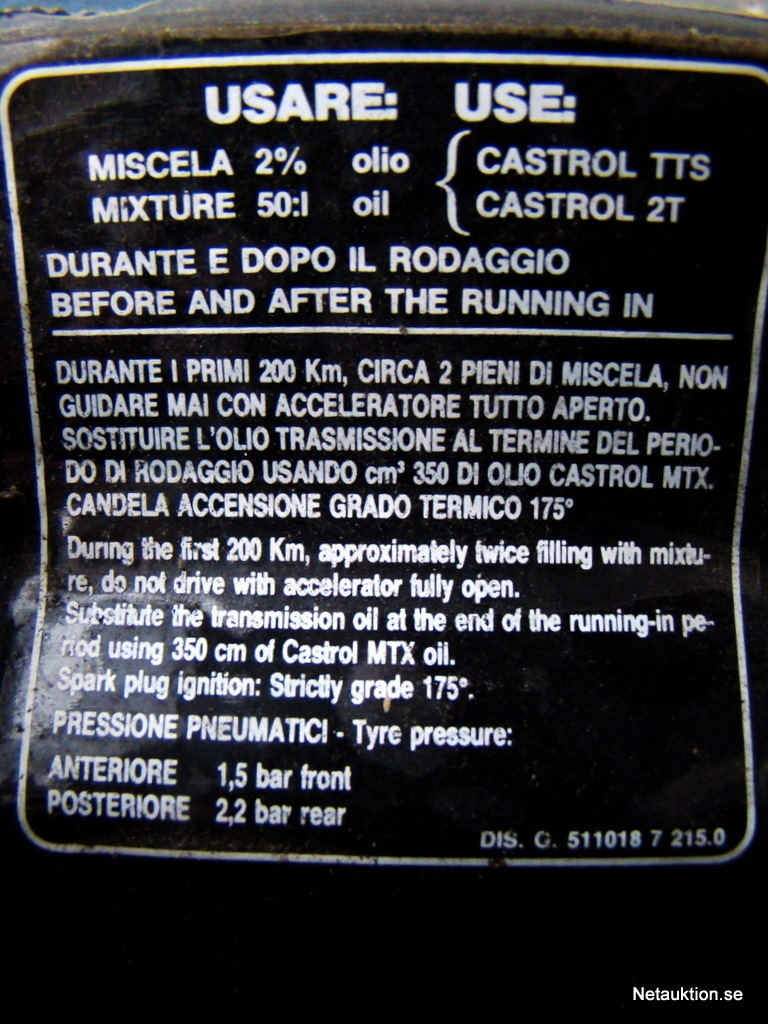 USARE: USE:
MISCELA 2% olio { CASTROL TTS
MIXTURE 50:1 oil CASTROL 2T
DURANTE E DOPO IL RODAGGIO
BEFORE AND AFTER THE RUNNING IN
DURANTE I PRIMI 200 Km, CIRCA 2 PIENI DI MISCELA, NON
GUIDARE MAI CON ACCELERATORE TUTTO APERTO.
SOSTITUIRE L'OLIO TRASMISSIONE AL TERMINE DEL PERIO-
DO DI RODAGGIO USANDO cm³ 350 DI OLIO CASTROL MTX.
CANDELA ACCENSIONE GRADO TERMICO 175°
During the first 200 Km, approximately twice filling with mixtu-
re, do not drive with accelerator fully open.
Substitute the transmission oil at the end of the running-in pe-
riod using 350 cm of Castrol MTX oil.
Spark plug ignition: Strictly grade 175°.
PRESSIONE PNEUMATICI - Tyre pressure:
ANTERIORE 1,5 bar front
POSTERIORE 2,2 bar rear
DIS. G. 511018 7 215.0
Netauktion.se